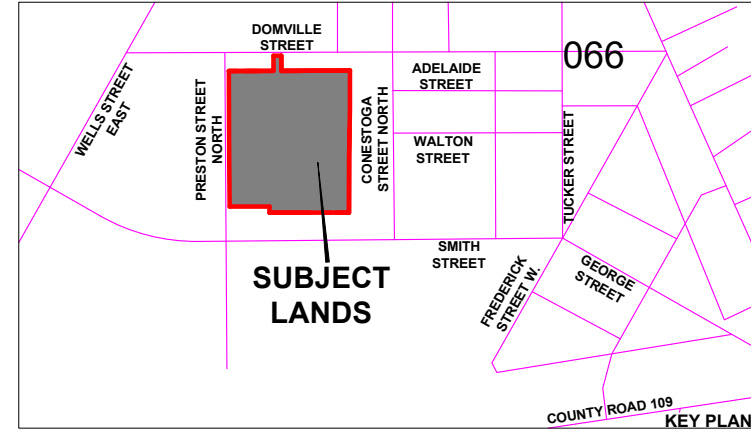 DOMVILLE
STREET
066
ADELAIDE
STREET
WELLS STREET
EAST
PRESTON STREET
NORTH
CONESTOGA
STREET NORTH
WALTON
STREET
TUCKER STREET
SMITH
STREET
SUBJECT
LANDS
FREDERICK
STREET W.
GEORGE
STREET
COUNTY ROAD 109
KEY PLAN